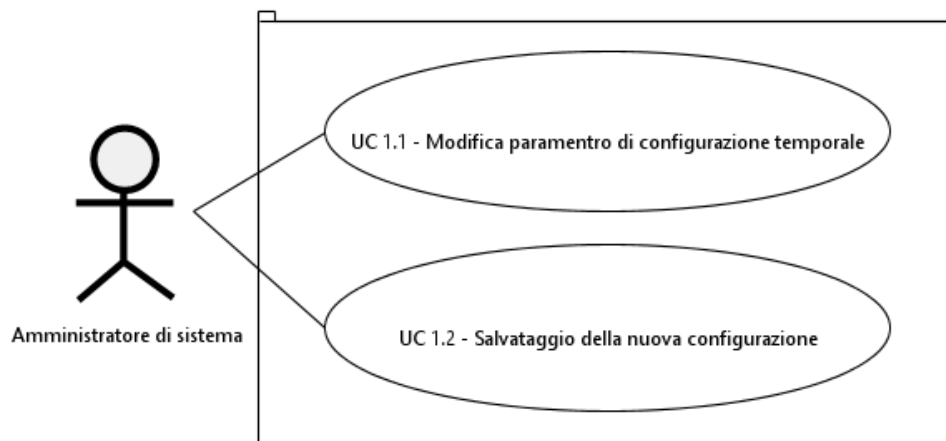 UC 1.1 - Modifica paramentro di configurazione temporale
Amministratore di sistema
UC 1.2 - Salvataggio della nuova configurazione